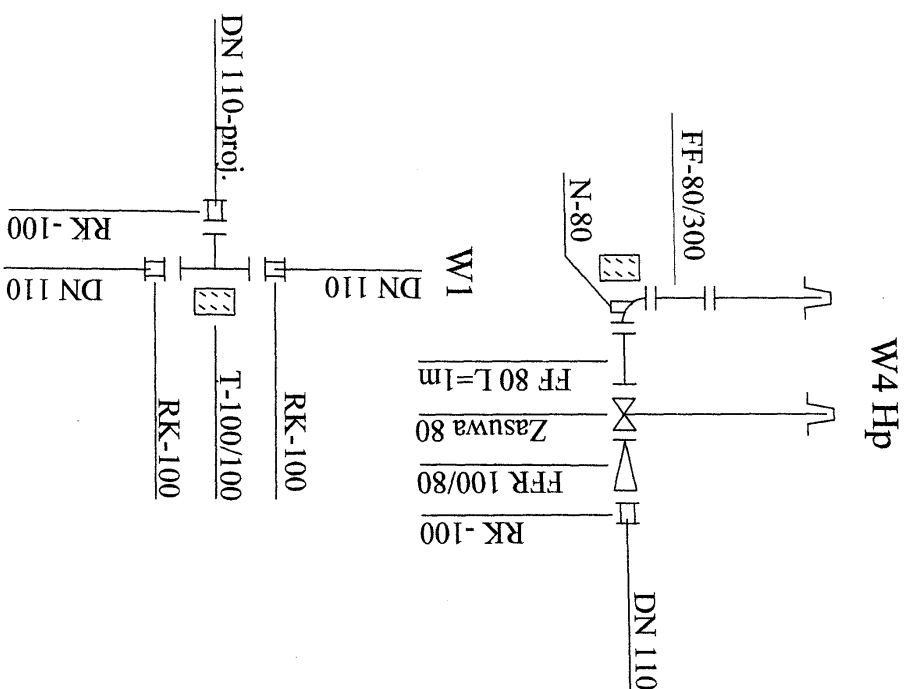 W1
DN 110-proj.
RK -100
DN 110
DN 110
RK-100
T-100/100
RK-100
W4 Hp
FF-80/300
N-80
FF 80 L=1m
Zasuwa 80
FFR 100/80
RK -100
DN 110